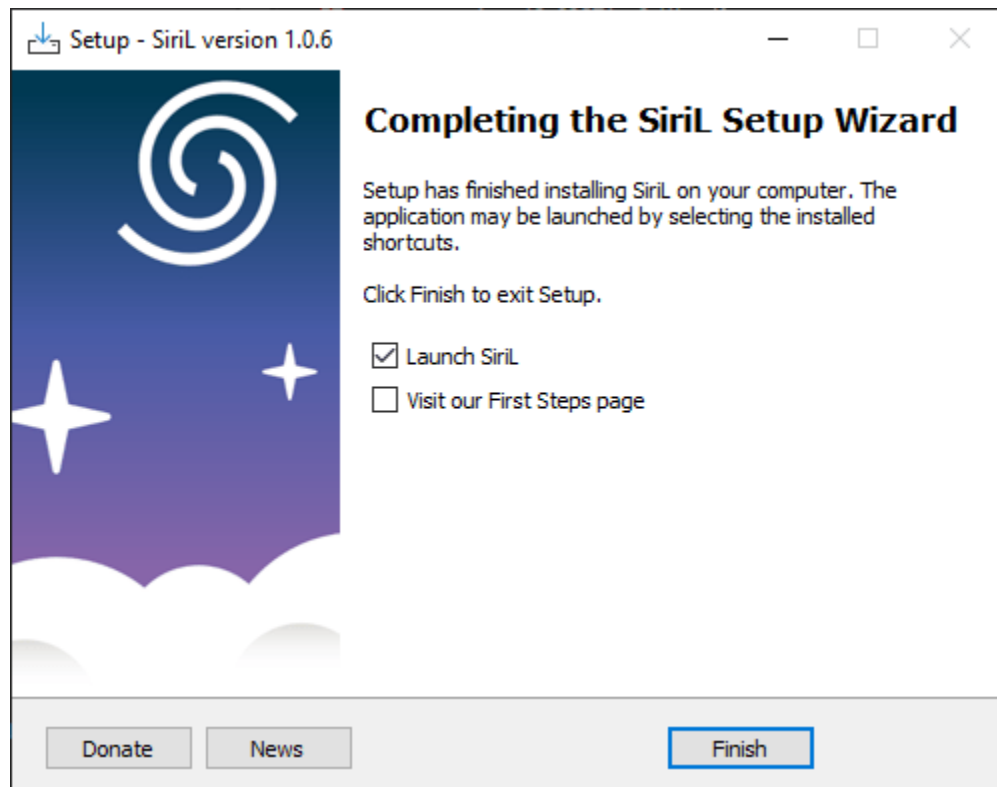 Setup - SiriL version 1.0.6
Completing the SiriL Setup Wizard
Setup has finished installing SiriL on your computer. The
application may be launched by selecting the installed
shortcuts.
Click Finish to exit Setup.
Launch SiriL
Visit our First Steps page
Donate
News
Finish